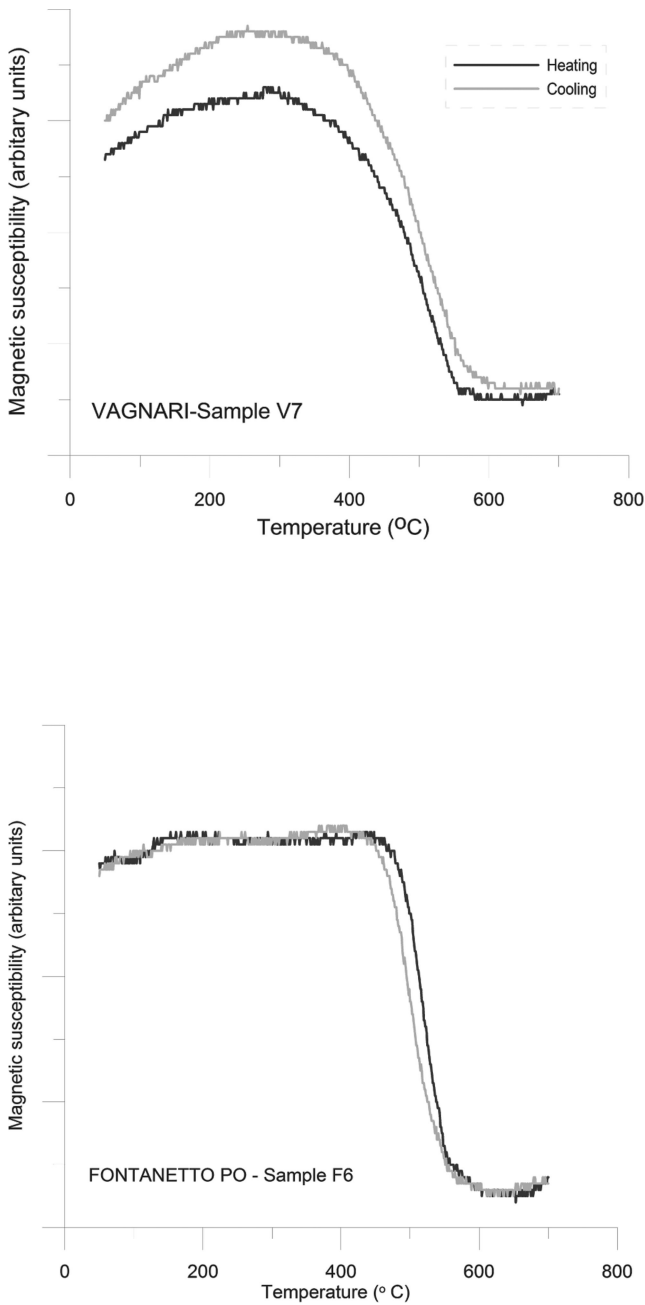 Magnetic susceptibility (arbitary units)
Heating
Cooling
VAGNARI-Sample V7
0 200 400 600 800
Temperature (ºC)
Magnetic susceptibility (arbitary units)
FONTANETTO PO - Sample F6
0 200 400 600 800
Temperature (° C)